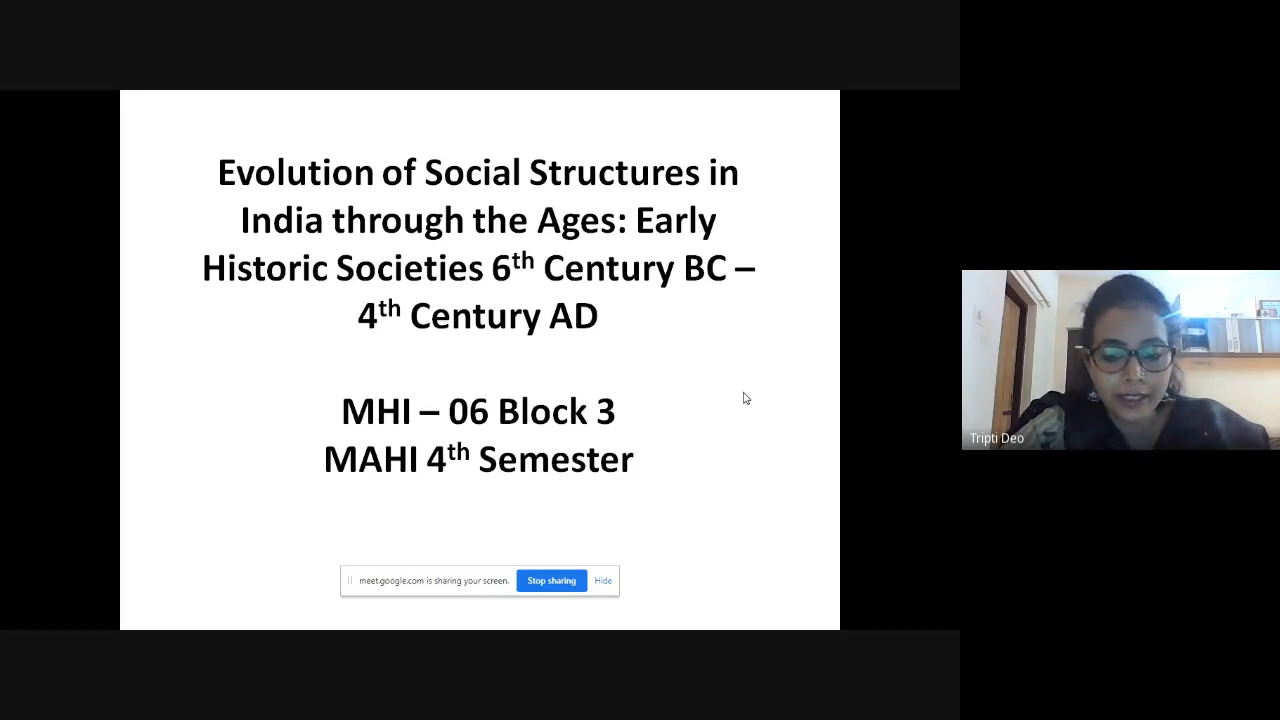 Evolution of Social Structures in
India through the Ages: Early
Historic Societies 6th Century BC –
4th Century AD
MHI – 06 Block 3
MAHI 4th Semester
meet.google.com is sharing your screen. Stop sharing Hide
Tripti Deo